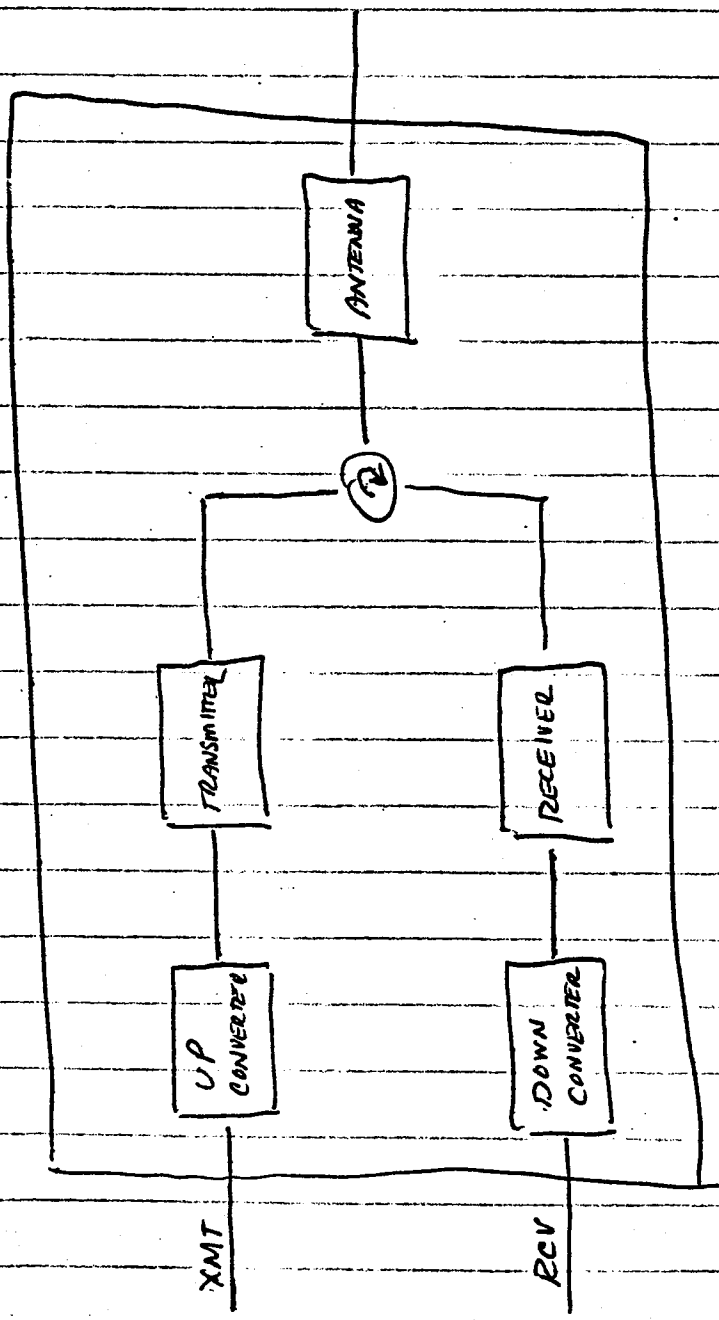 XMT
UP
CONVERTER
TRANSMITTER
ANTENNA
RCV
DOWN
CONVERTER
RECEIVER